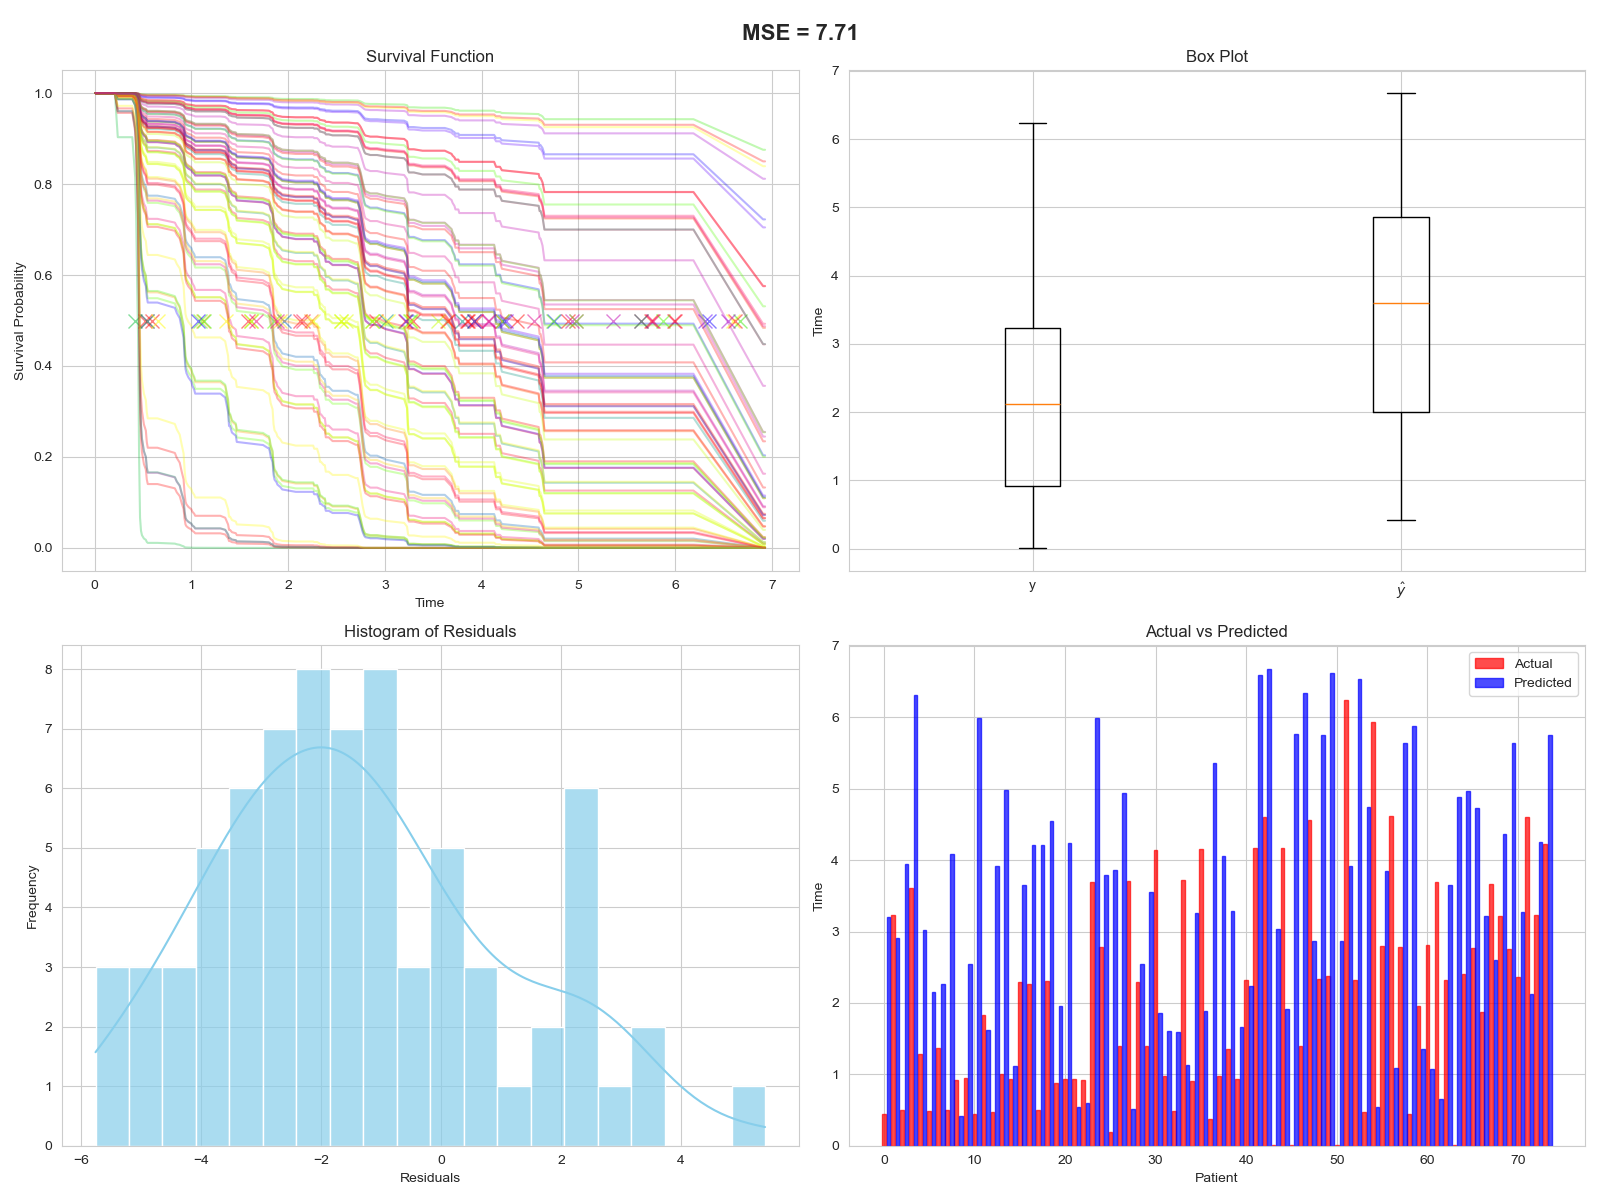 MSE = 7.71
Survival Function
1.0
0.8
0.6
0.4
0.2
0.0
Survival Probability
0 1 2 3 4 5 6 7
Time
Box Plot
7
6
5
4
3
2
1
0
Time
y ŷ
Histogram of Residuals
8
7
6
5
4
3
2
1
0
Frequency
−6 −4 −2 0 2 4
Residuals
Actual vs Predicted
7
6
5
4
3
2
1
0
Time
Actual
Predicted
0 10 20 30 40 50 60 70
Patient